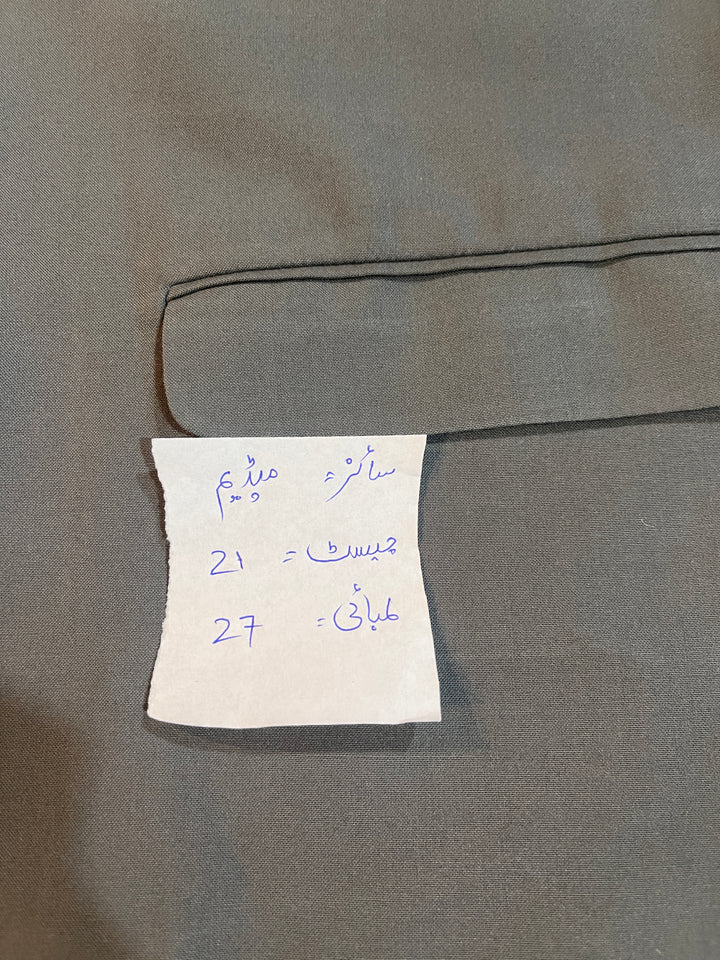 سائز = میڈیم
چیسٹ = 21
لمبائی = 27